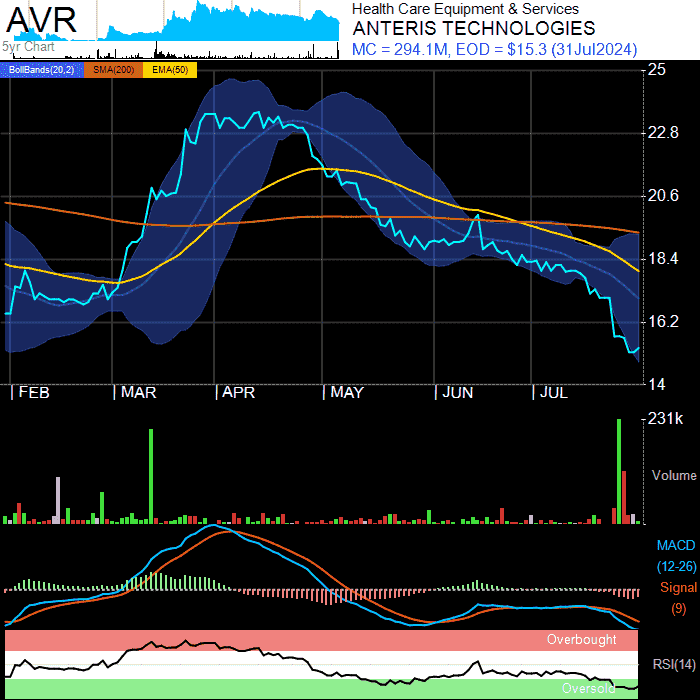 AVR
5yr Chart
Health Care Equipment & Services
ANTERIS TECHNOLOGIES
MC = 294.1M, EOD = $15.3 (31Jul2024)
BollBands(20,2) SMA(200) EMA(50)
25
22.8
20.6
18.4
16.2
14
FEB MAR APR MAY JUN JUL
231k
Volume
MACD
(12-26)
Signal
(9)
Overbought
RSI(14)
Oversold